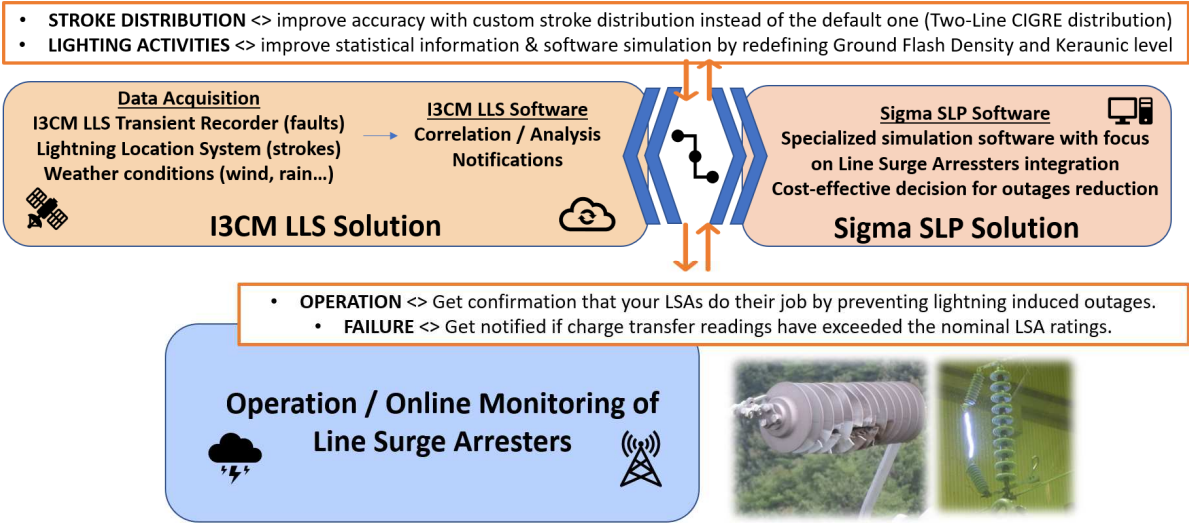 • STROKE DISTRIBUTION <> improve accuracy with custom stroke distribution instead of the default one (Two-Line CIGRE distribution)
• LIGHTING ACTIVITIES <> improve statistical information & software simulation by redefining Ground Flash Density and Keraunic level
Data Acquisition
I3CM LLS Transient Recorder (faults)
Lightning Location System (strokes)
Weather conditions (wind, rain...)
I3CM LLS Software
Correlation / Analysis
Notifications
I3CM LLS Solution
Sigma SLP Software
Specialized simulation software with focus
on Line Surge Arressters integration
Cost-effective decision for outages reduction
Sigma SLP Solution
• OPERATION <> Get confirmation that your LSAs do their job by preventing lightning induced outages.
• FAILURE <> Get notified if charge transfer readings have exceeded the nominal LSA ratings.
Operation / Online Monitoring of
Line Surge Arresters